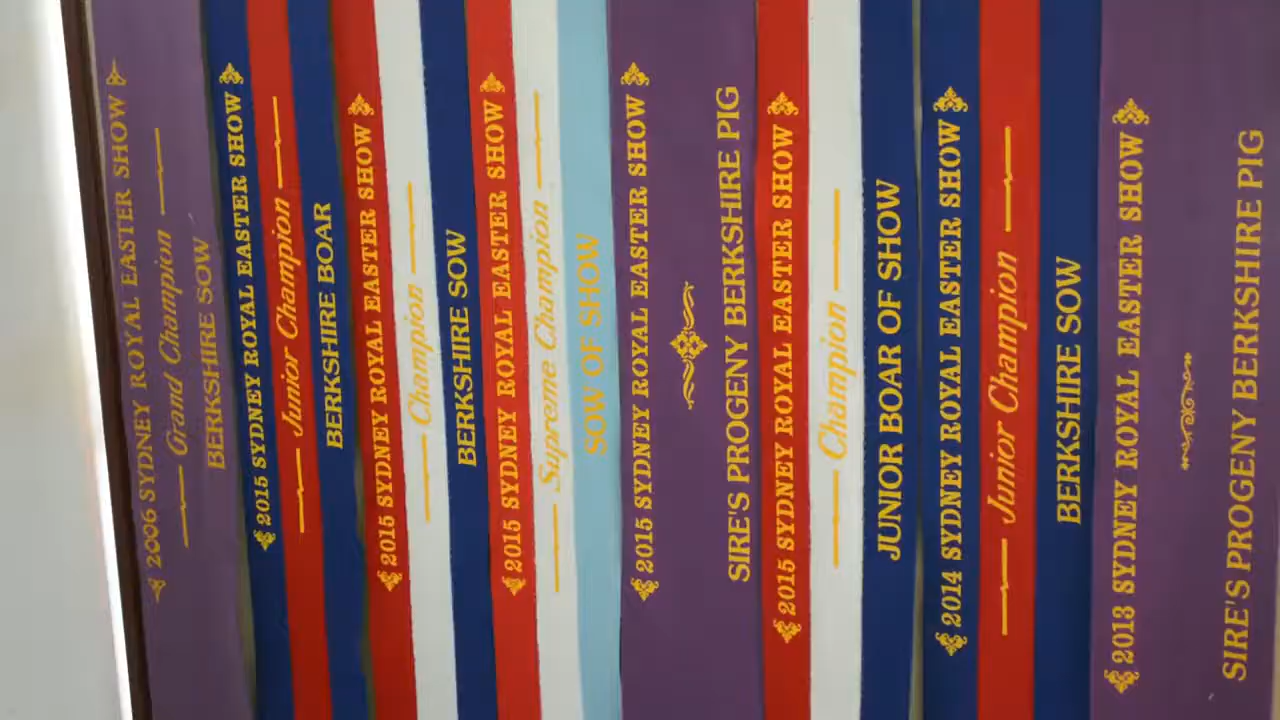 2006 SYDNEY ROYAL EASTER SHOW
Grand Champion
BERKSHIRE SOW
2015 SYDNEY ROYAL EASTER SHOW
Junior Champion
BERKSHIRE BOAR
2015 SYDNEY ROYAL EASTER SHOW
Champion
BERKSHIRE SOW
2015 SYDNEY ROYAL EASTER SHOW
Supreme Champion
SOW OF SHOW
2015 SYDNEY ROYAL EASTER SHOW
SIRE'S PROGENY BERKSHIRE PIG
2015 SYDNEY ROYAL EASTER SHOW
Champion
JUNIOR BOAR OF SHOW
2014 SYDNEY ROYAL EASTER SHOW
Junior Champion
BERKSHIRE SOW
2013 SYDNEY ROYAL EASTER SHOW
SIRE'S PROGENY BERKSHIRE PIG